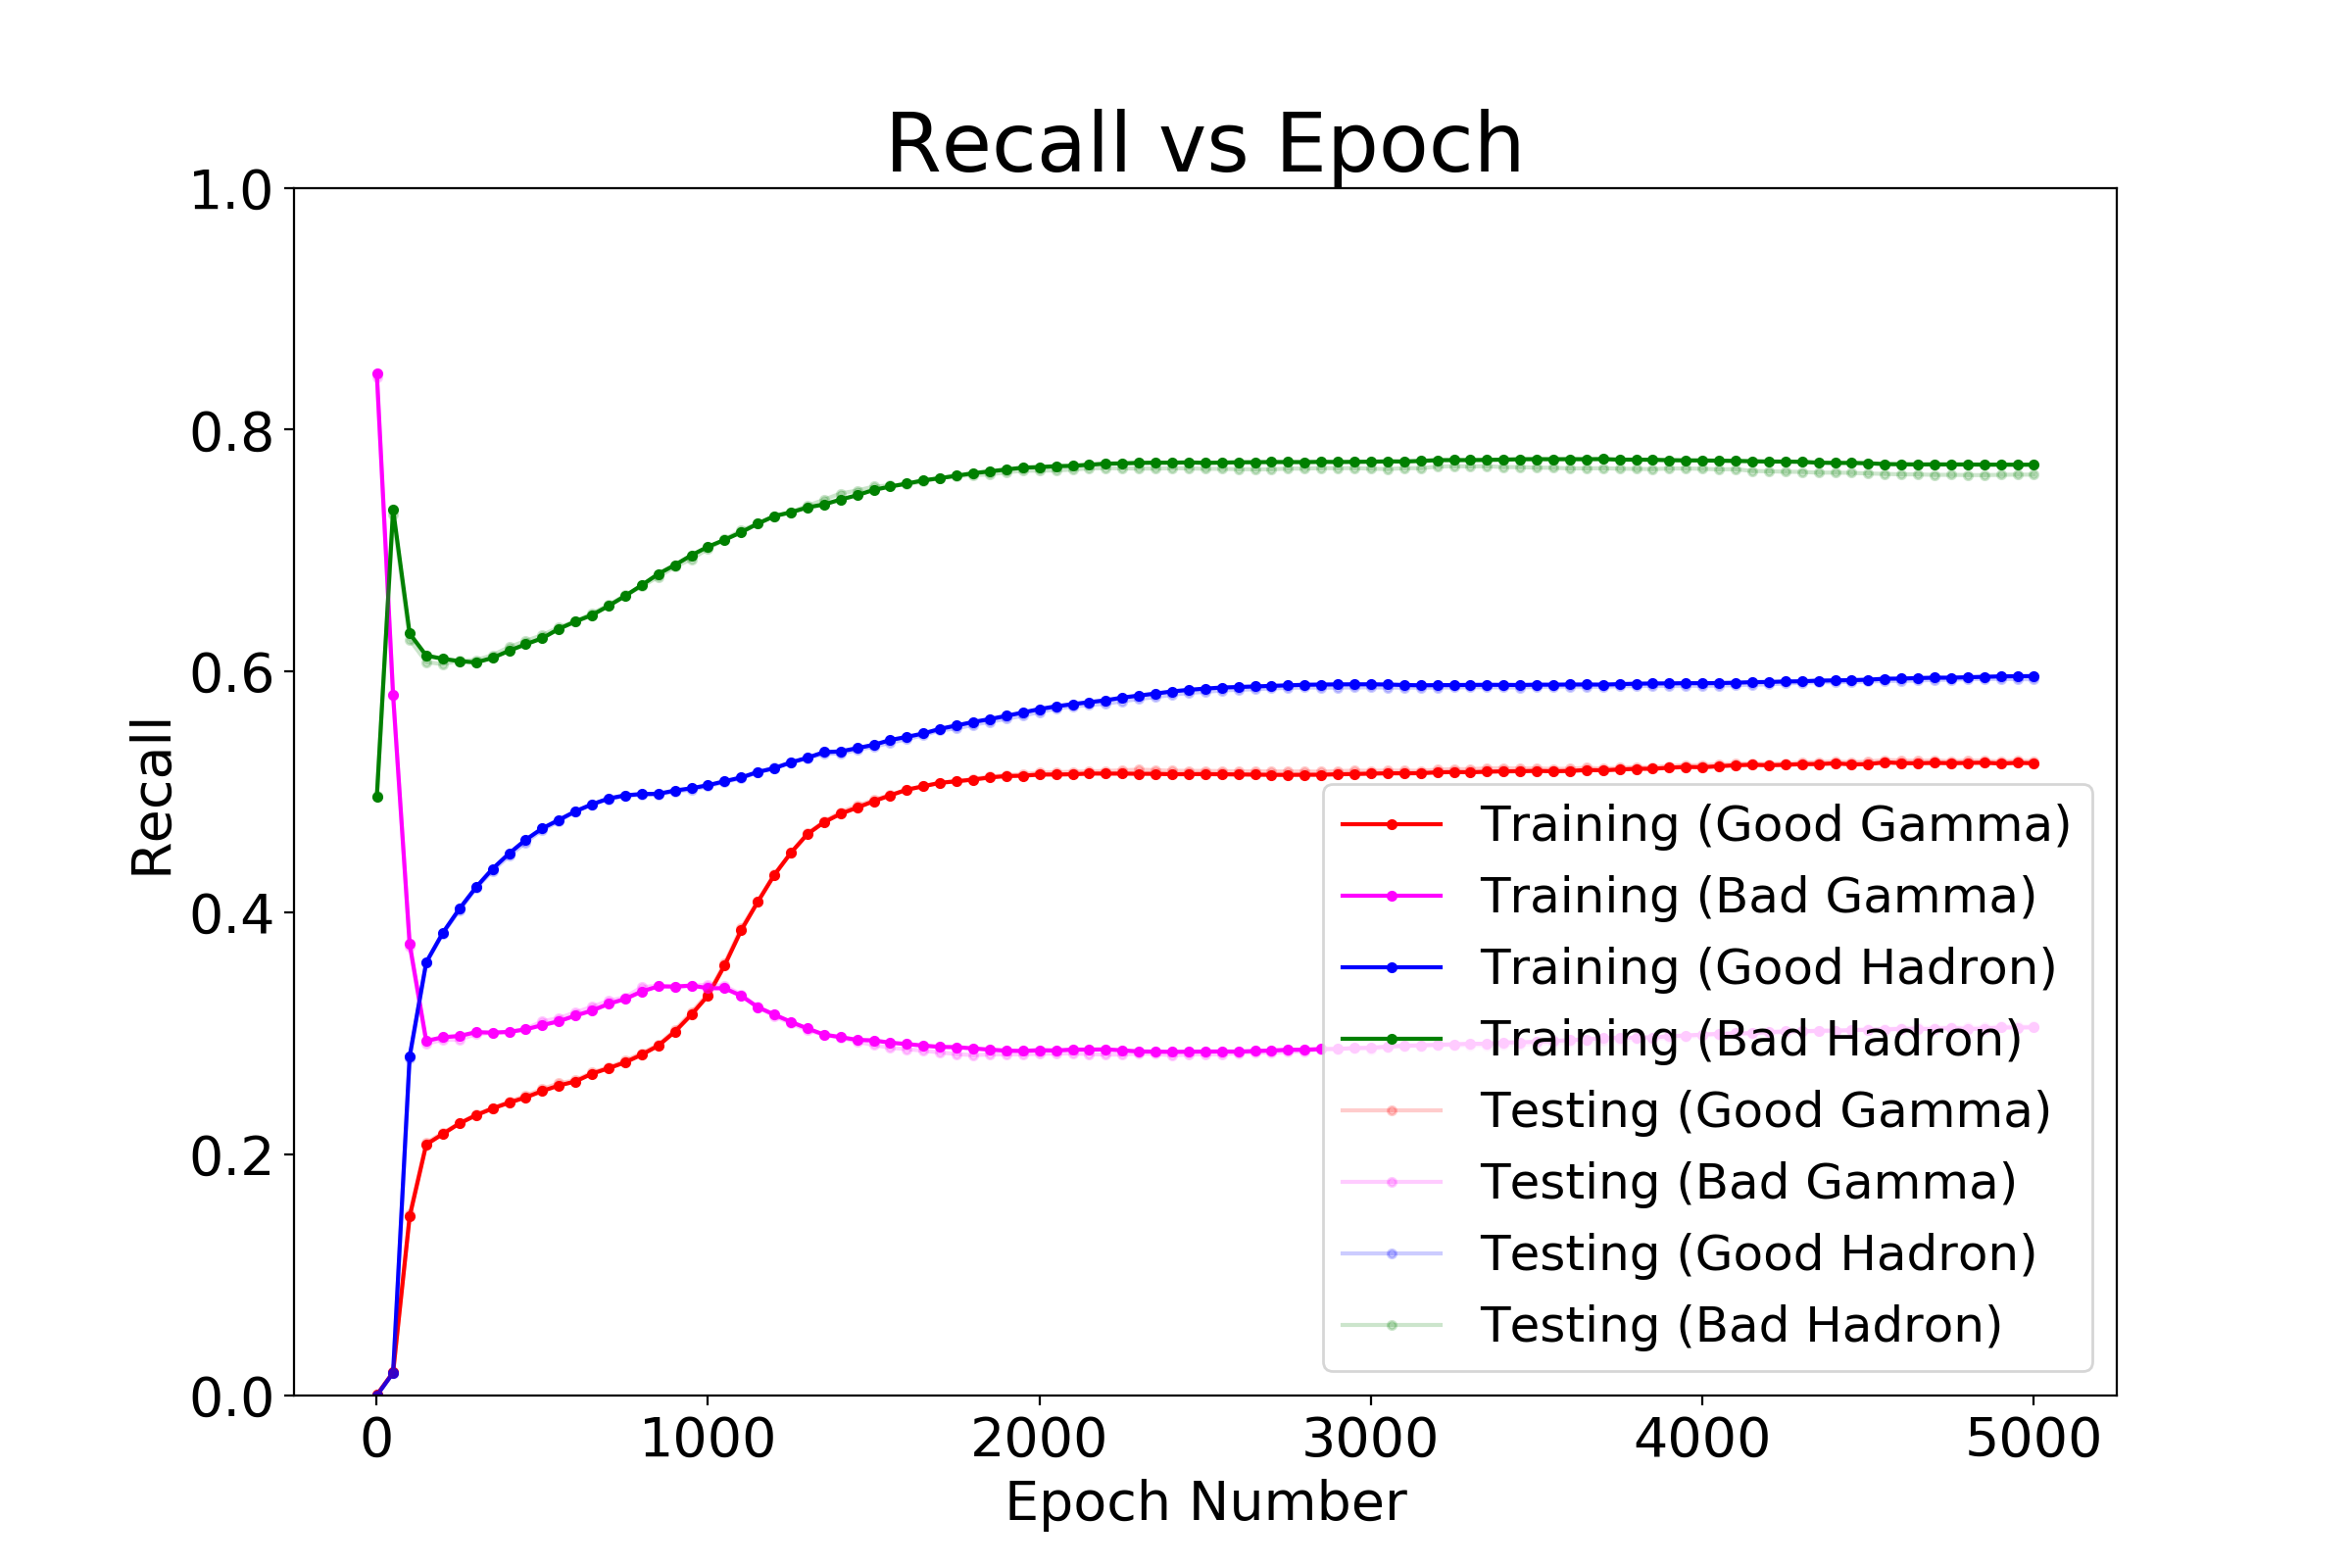 Recall vs Epoch
1.0
0.8
0.6
0.4
0.2
0.0
Recall
0 1000 2000 3000 4000 5000
Epoch Number
Training (Good Gamma)
Training (Bad Gamma)
Training (Good Hadron)
Training (Bad Hadron)
Testing (Good Gamma)
Testing (Bad Gamma)
Testing (Good Hadron)
Testing (Bad Hadron)